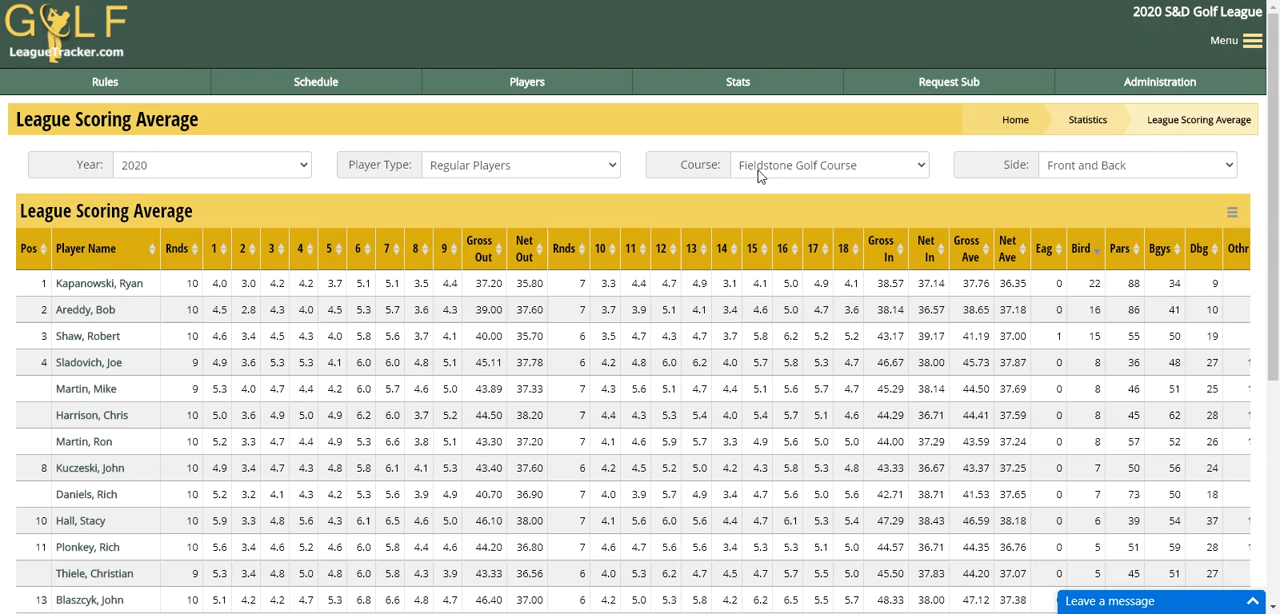 GOLF
LeagueTracker.com
2020 S&D Golf League
Menu
Rules Schedule Players Stats Request Sub Administration
League Scoring Average Home Statistics League Scoring Average
Year: 2020 Player Type: Regular Players Course: Fieldstone Golf Course Side: Front and Back
League Scoring Average
Pos Player Name Rnds 1 2 3 4 5 6 7 8 9 Gross Out Net Out Rnds 10 11 12 13 14 15 16 17 18 Gross In Net In Gross Ave Net Ave Eag Bird Pars Bgys Dbg Othr
1 Kapanowski, Ryan 10 4.0 3.0 4.2 4.2 3.7 5.1 5.1 3.5 4.4 37.20 35.80 7 3.3 4.4 4.7 4.9 3.1 4.1 5.0 4.9 4.1 38.57 37.14 37.76 36.35 0 22 88 34 9
2 Areddy, Bob 10 4.5 2.8 4.3 4.0 4.5 5.3 5.7 3.6 4.3 39.00 37.60 7 3.7 3.9 5.1 4.1 3.4 4.6 5.0 4.7 3.6 38.14 36.57 38.65 37.18 0 16 86 41 10
3 Shaw, Robert 10 4.6 3.4 4.5 4.3 4.0 5.8 5.6 3.7 4.1 40.00 35.70 6 3.5 4.7 4.3 4.7 3.7 5.8 6.2 5.2 5.2 43.17 39.17 41.19 37.00 1 15 55 50 19
4 Sladovich, Joe 9 4.9 3.6 5.3 5.3 4.1 6.0 6.0 4.8 5.1 45.11 37.78 6 4.2 4.8 6.0 6.2 4.0 5.7 5.8 5.3 4.7 46.67 38.00 45.73 37.87 0 8 36 48 27
Martin, Mike 9 5.3 4.0 4.7 4.4 4.2 6.0 5.7 4.6 5.0 43.89 37.33 7 4.3 5.6 5.1 4.7 4.4 5.1 5.6 5.7 4.7 45.29 38.14 44.50 37.69 0 8 46 51 25
Harrison, Chris 10 5.0 3.6 4.9 5.0 4.9 6.2 6.0 3.7 5.2 44.50 38.20 7 4.4 4.3 5.3 5.4 4.0 5.4 5.7 5.1 4.6 44.29 36.71 44.41 37.59 0 8 45 62 28
Martin, Ron 10 5.2 3.3 4.7 4.4 4.9 5.3 6.6 3.8 5.1 43.30 37.20 7 4.1 4.6 5.9 5.7 3.3 4.9 5.6 5.0 5.0 44.00 37.29 43.59 37.24 0 8 57 52 26
8 Kuczeski, John 10 4.9 3.4 4.7 4.3 4.8 5.8 6.1 4.1 5.3 43.40 37.60 6 4.2 4.5 5.2 5.0 4.2 4.3 5.8 5.3 4.8 43.33 36.67 43.37 37.25 0 7 50 56 24
Daniels, Rich 10 5.2 3.2 4.1 4.3 4.2 5.3 5.6 3.9 4.9 40.70 36.90 7 4.0 3.9 5.7 4.9 3.4 4.7 5.6 5.0 5.6 42.71 38.71 41.53 37.65 0 7 73 50 18
10 Hall, Stacy 10 5.9 3.3 4.8 5.6 4.3 6.1 6.5 4.6 5.0 46.10 38.00 7 4.1 5.6 6.0 5.6 4.4 4.7 6.1 5.3 5.4 47.29 38.43 46.59 38.18 0 6 39 54 37
11 Plonkey, Rich 10 5.6 3.4 4.6 5.2 4.6 6.0 5.8 4.4 4.6 44.20 36.80 7 4.6 4.7 5.6 5.6 3.4 5.3 5.3 5.1 5.0 44.57 36.71 44.35 36.76 0 5 51 59 28
Thiele, Christian 9 5.3 3.4 4.8 5.0 4.8 6.0 5.8 4.3 3.9 43.33 36.56 6 4.0 5.3 6.2 4.7 4.5 4.7 5.7 5.5 5.0 45.50 37.83 44.20 37.07 0 5 45 51 27
13 Blaszcyk, John 10 5.1 4.2 4.2 4.7 5.3 6.8 6.6 4.8 4.7 46.40 37.00 6 4.2 5.0 5.3 5.8 4.2 6.2 6.5 5.5 5.7 48.33 38.00 47.12 37.38
Leave a message